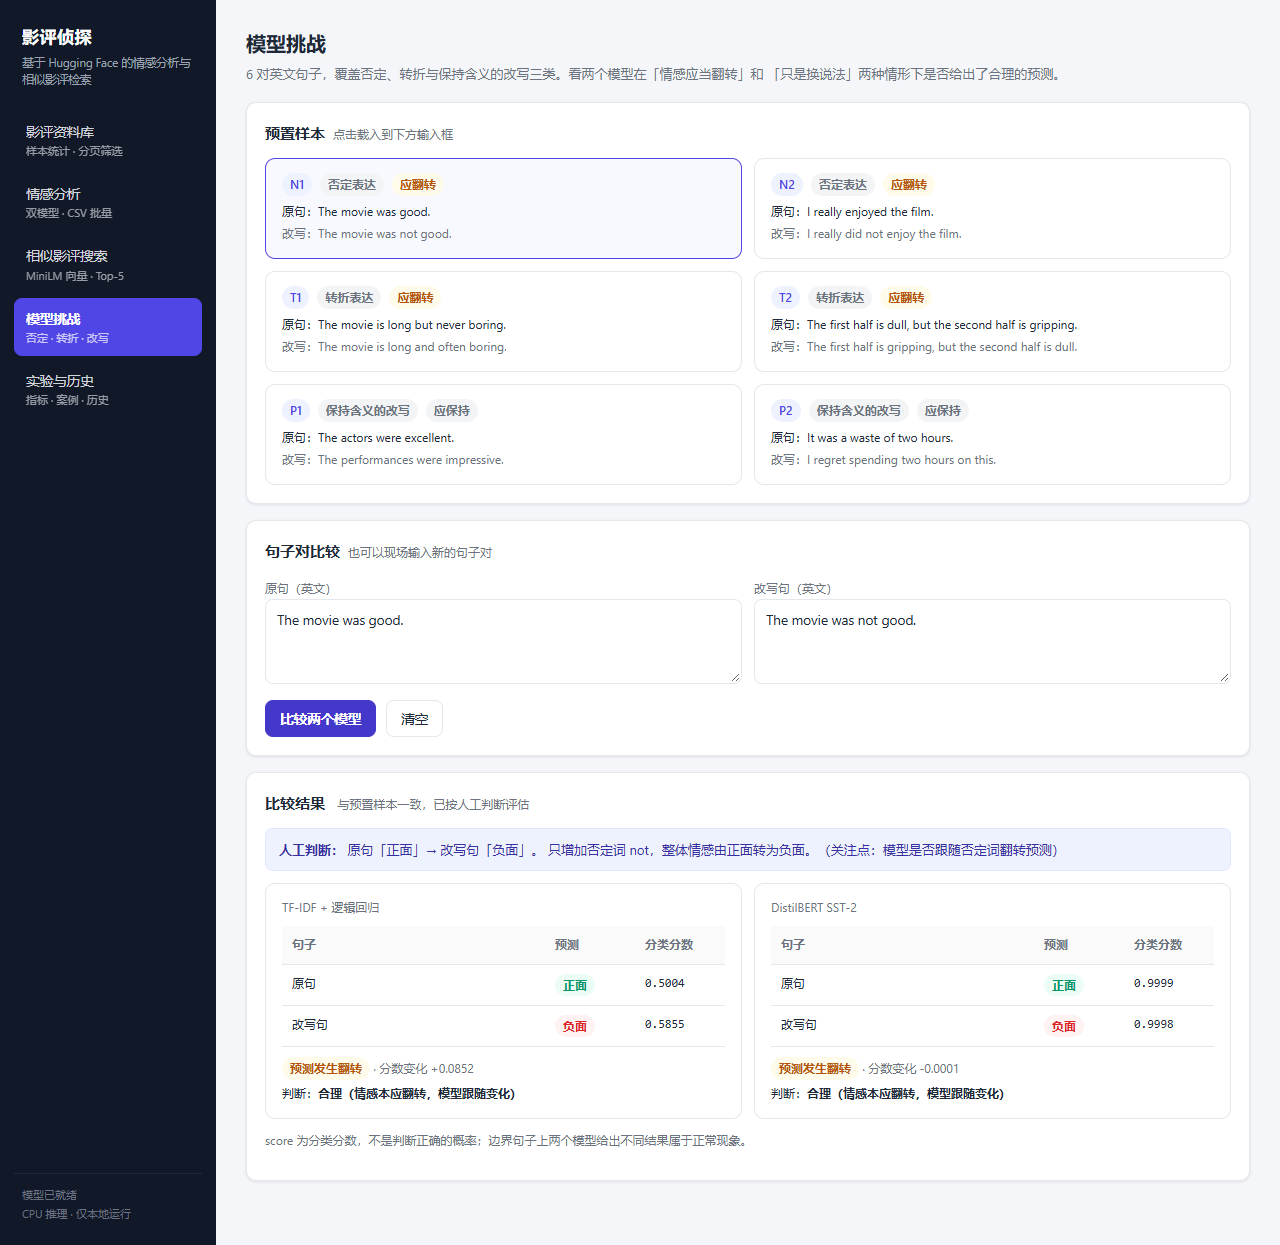 影评侦探
基于 Hugging Face 的情感分析与
相似影评检索
影评资料库
样本统计 · 分页筛选
情感分析
双模型 · CSV 批量
相似影评搜索
MiniLM 向量 · Top-5
模型挑战
否定 · 转折 · 改写
实验与历史
指标 · 案例 · 历史
模型已就绪
CPU 推理 · 仅本地运行
模型挑战
6 对英文句子，覆盖否定、转折与保持含义的改写三类。看两个模型在「情感应当翻转」和 「只是换说法」两种情形下是否给出了合理的预测。
预置样本 点击载入到下方输入框
N1 否定表达 应翻转
原句：The movie was good.
改写：The movie was not good.
N2 否定表达 应翻转
原句：I really enjoyed the film.
改写：I really did not enjoy the film.
T1 转折表达 应翻转
原句：The movie is long but never boring.
改写：The movie is long and often boring.
T2 转折表达 应翻转
原句：The first half is dull, but the second half is gripping.
改写：The first half is gripping, but the second half is dull.
P1 保持含义的改写 应保持
原句：The actors were excellent.
改写：The performances were impressive.
P2 保持含义的改写 应保持
原句：It was a waste of two hours.
改写：I regret spending two hours on this.
句子对比较 也可以现场输入新的句子对
原句（英文）
The movie was good.
改写句（英文）
The movie was not good.
比较两个模型 清空
比较结果 与预置样本一致，已按人工判断评估
人工判断： 原句「正面」→ 改写句「负面」。 只增加否定词 not，整体情感由正面转为负面。（关注点：模型是否跟随否定词翻转预测）
TF-IDF + 逻辑回归
句子 预测 分类分数
原句 正面 0.5004
改写句 负面 0.5855
预测发生翻转 · 分数变化 +0.0852
判断：合理（情感本应翻转，模型跟随变化）
DistilBERT SST-2
句子 预测 分类分数
原句 正面 0.9999
改写句 负面 0.9998
预测发生翻转 · 分数变化 -0.0001
判断：合理（情感本应翻转，模型跟随变化）
score 为分类分数，不是判断正确的概率；边界句子上两个模型给出不同结果属于正常现象。